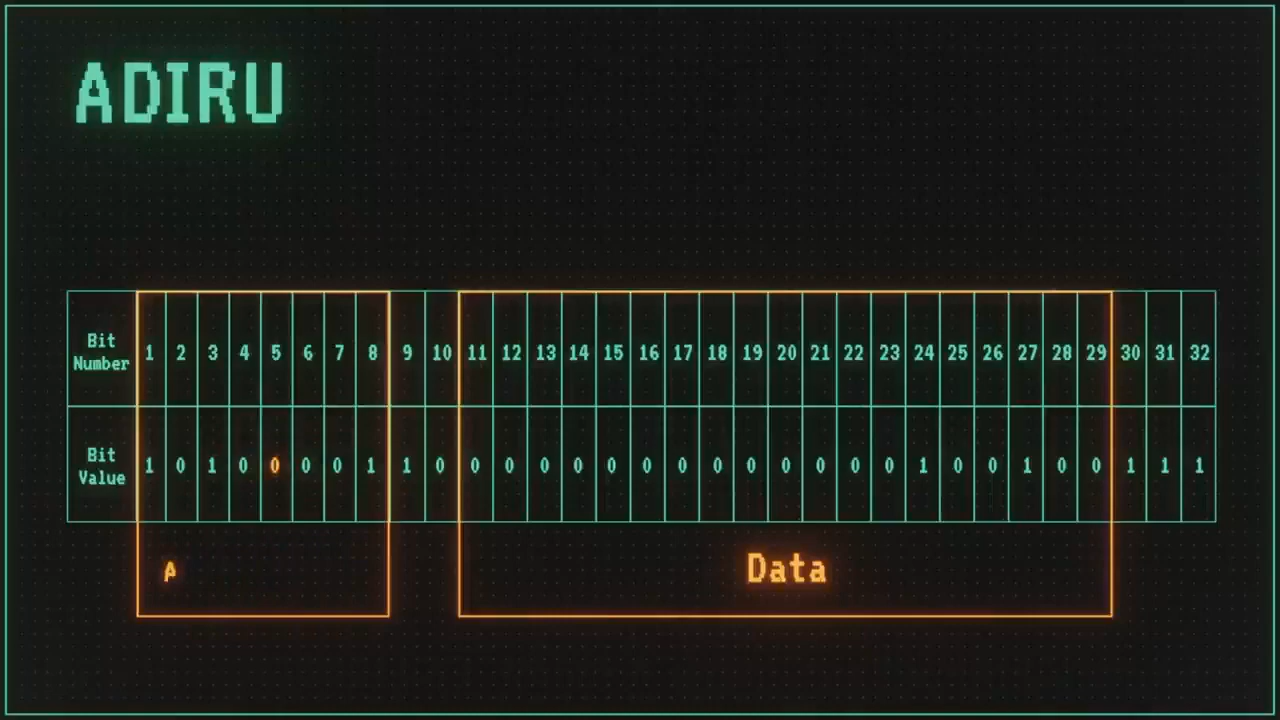 ADIRU
Bit Number 1 2 3 4 5 6 7 8 9 10 11 12 13 14 15 16 17 18 19 20 21 22 23 24 25 26 27 28 29 30 31 32
Bit Value 1 0 1 0 0 0 0 1 1 0 0 0 0 0 0 0 0 0 0 0 0 0 0 1 0 0 1 0 0 1 1 1
A
Data